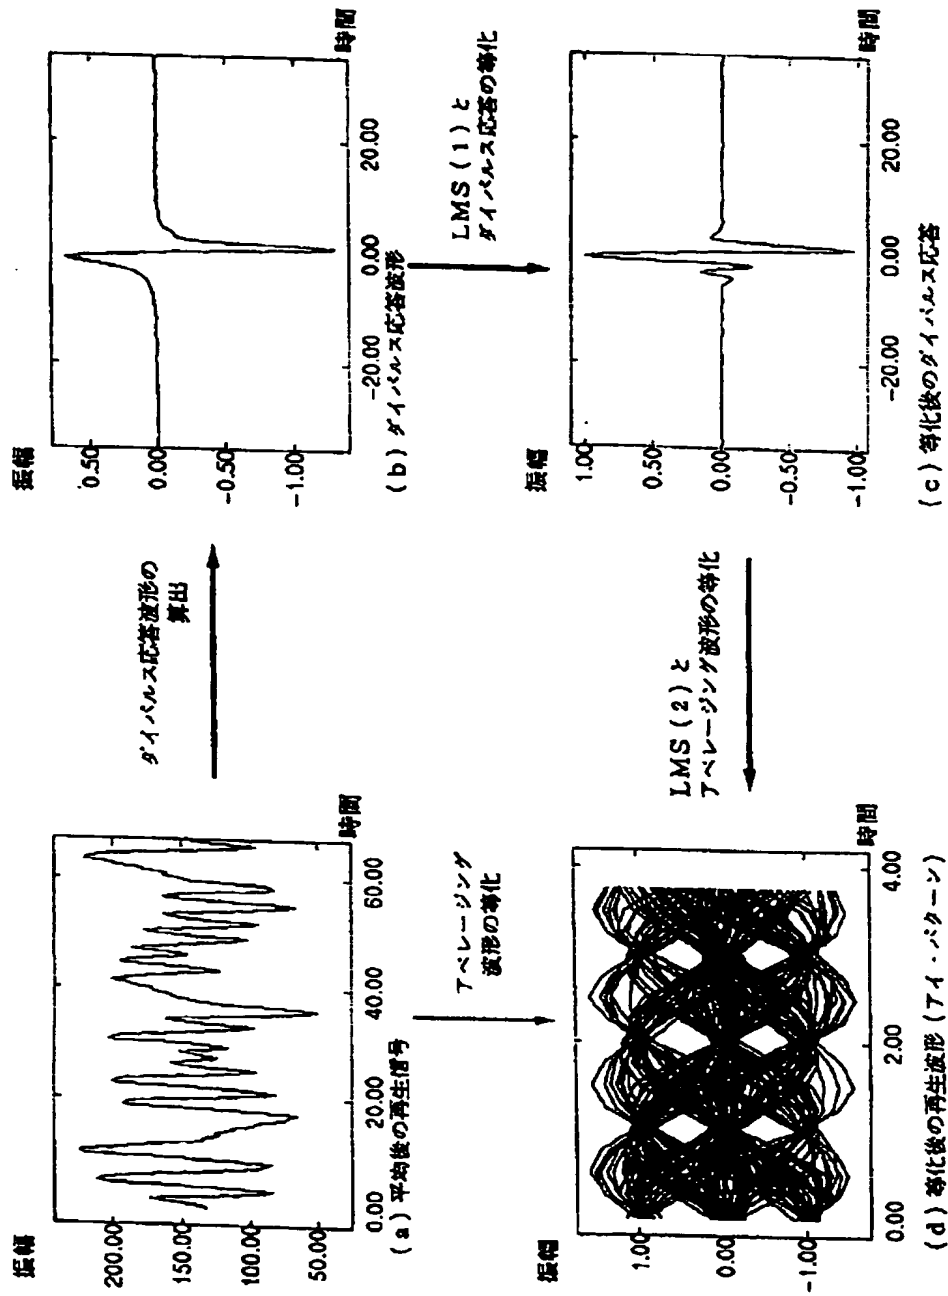 振幅
200.00
150.00
100.00
50.00
0.00
20.00
40.00
60.00
時間
(a)平均後の再生信号
ダイパルス応答波形の
算出
振幅
0.50
0.00
-0.50
-1.00
-20.00
0.00
20.00
時間
(b)ダイパルス応答波形
アベレージング
波形の等化
LMS(1)と
ダイパルス応答の等化
振幅
1.00
0.00
-1.00
0.00
2.00
4.00
時間
(d)等化後の再生波形(アイ・パターン)
LMS(2)と
アベレージング波形の等化
振幅
1.00
0.50
0.00
-0.50
-1.00
-20.00
0.00
20.00
時間
(c)等化後のダイパルス応答